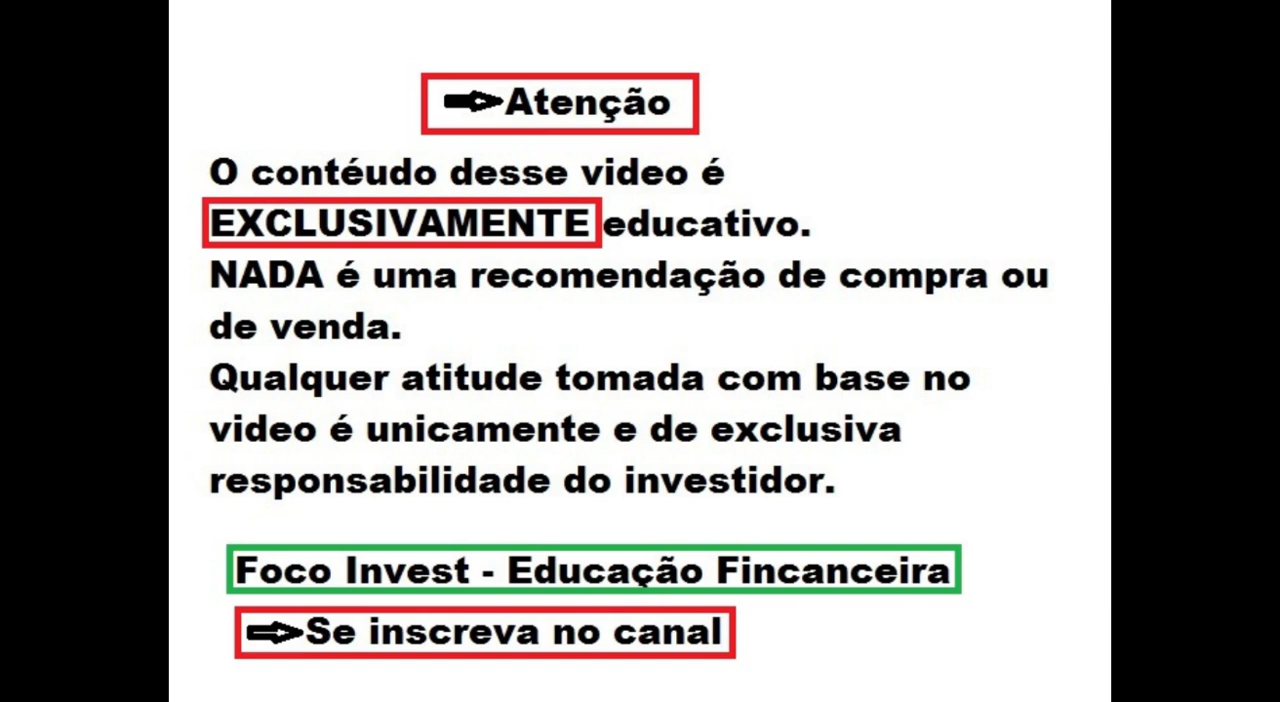 Atenção
O contéudo desse video é
EXCLUSIVAMENTE educativo.
NADA é uma recomendação de compra ou
de venda.
Qualquer atitude tomada com base no
video é unicamente e de exclusiva
responsabilidade do investidor.
Foco Invest - Educação Fincanceira
Se inscreva no canal